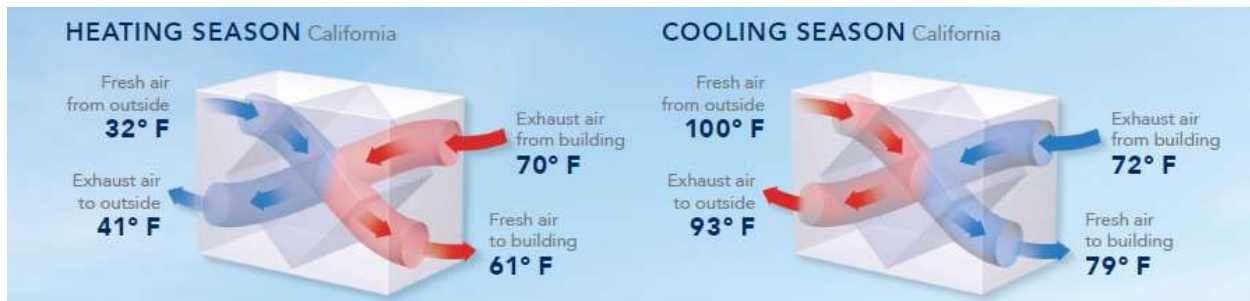 HEATING SEASON California
Fresh air
from outside
32° F
Exhaust air
from building
70° F
Exhaust air
to outside
41° F
Fresh air
to building
61° F
COOLING SEASON California
Fresh air
from outside
100° F
Exhaust air
from building
72° F
Exhaust air
to outside
93° F
Fresh air
to building
79° F